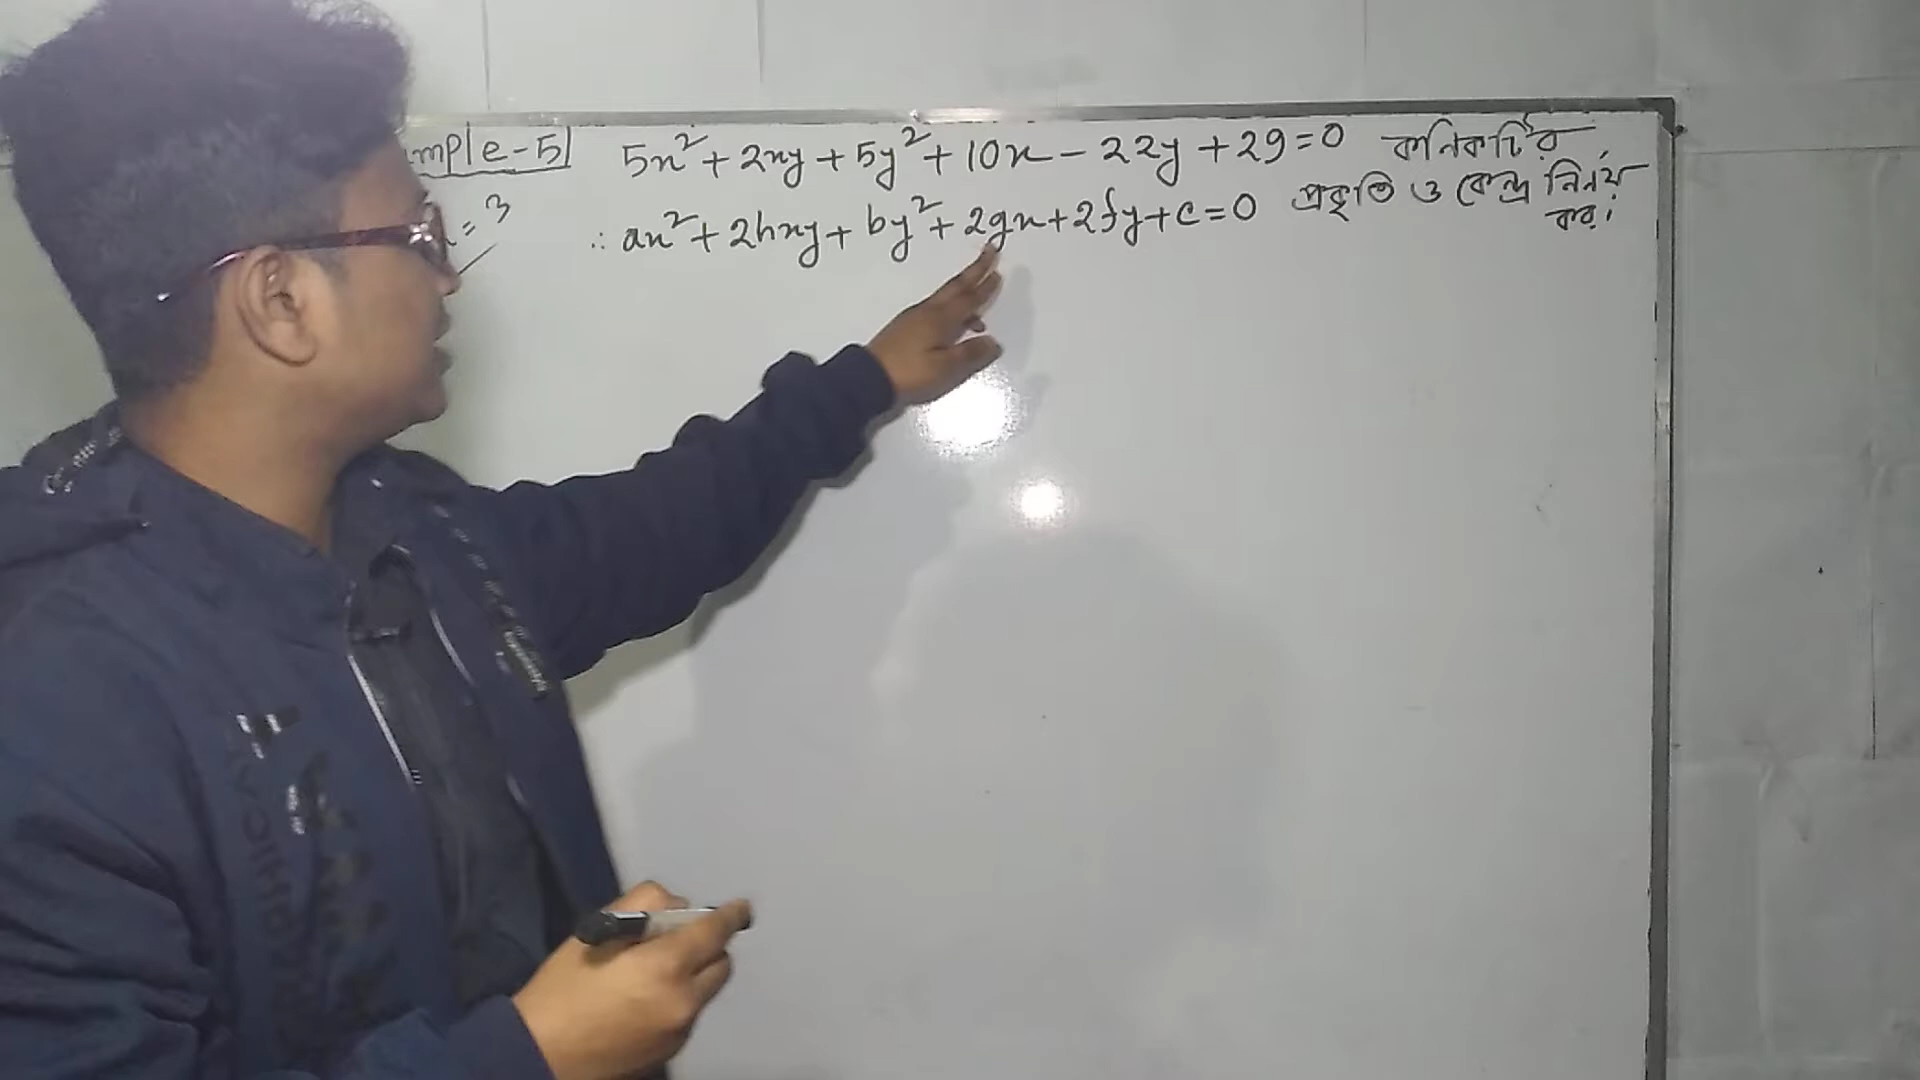 mple-5 5x² + 2xy + 5y² + 10x - 22y + 29 = 0 কনিকটির
= 3 ∴ ax² + 2hxy + by² + 2gx + 2fy + c = 0 প্রকৃতি ও কেন্দ্র নির্নয়
কর।